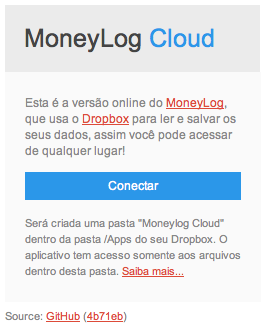 MoneyLog Cloud
Esta é a versão online do MoneyLog,
que usa o Dropbox para ler e salvar os
seus dados, assim você pode acessar
de qualquer lugar!
Conectar
Será criada uma pasta "Moneylog Cloud"
dentro da pasta /Apps do seu Dropbox. O
aplicativo tem acesso somente aos arquivos
dentro desta pasta. Saiba mais...
Source: GitHub (4b71eb)